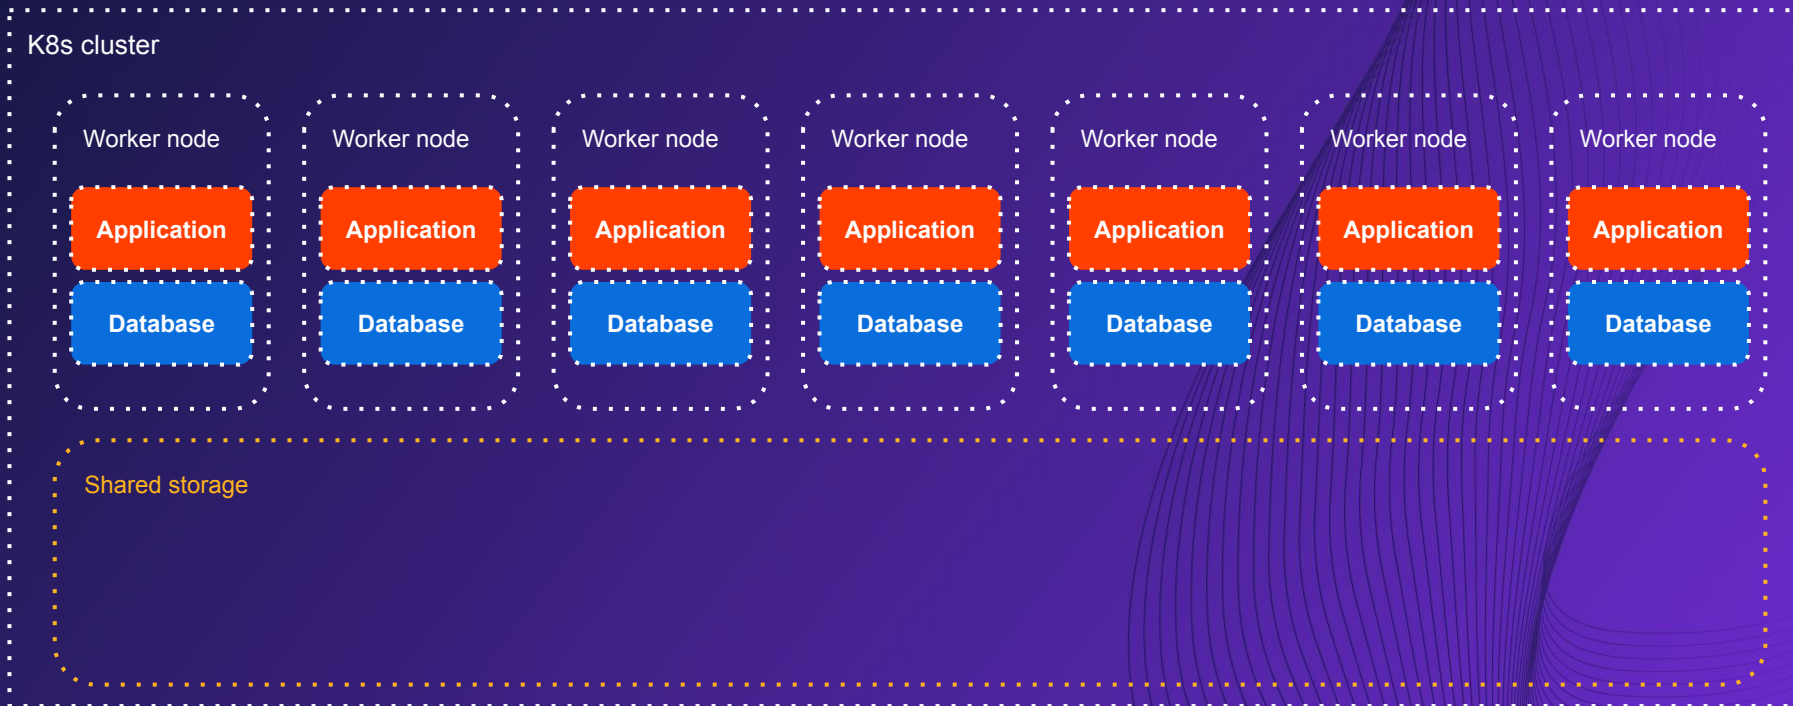 K8s cluster
Worker node
Worker node
Worker node
Worker node
Worker node
Worker node
Worker node
Application
Application
Application
Application
Application
Application
Application
Database
Database
Database
Database
Database
Database
Database
Shared storage